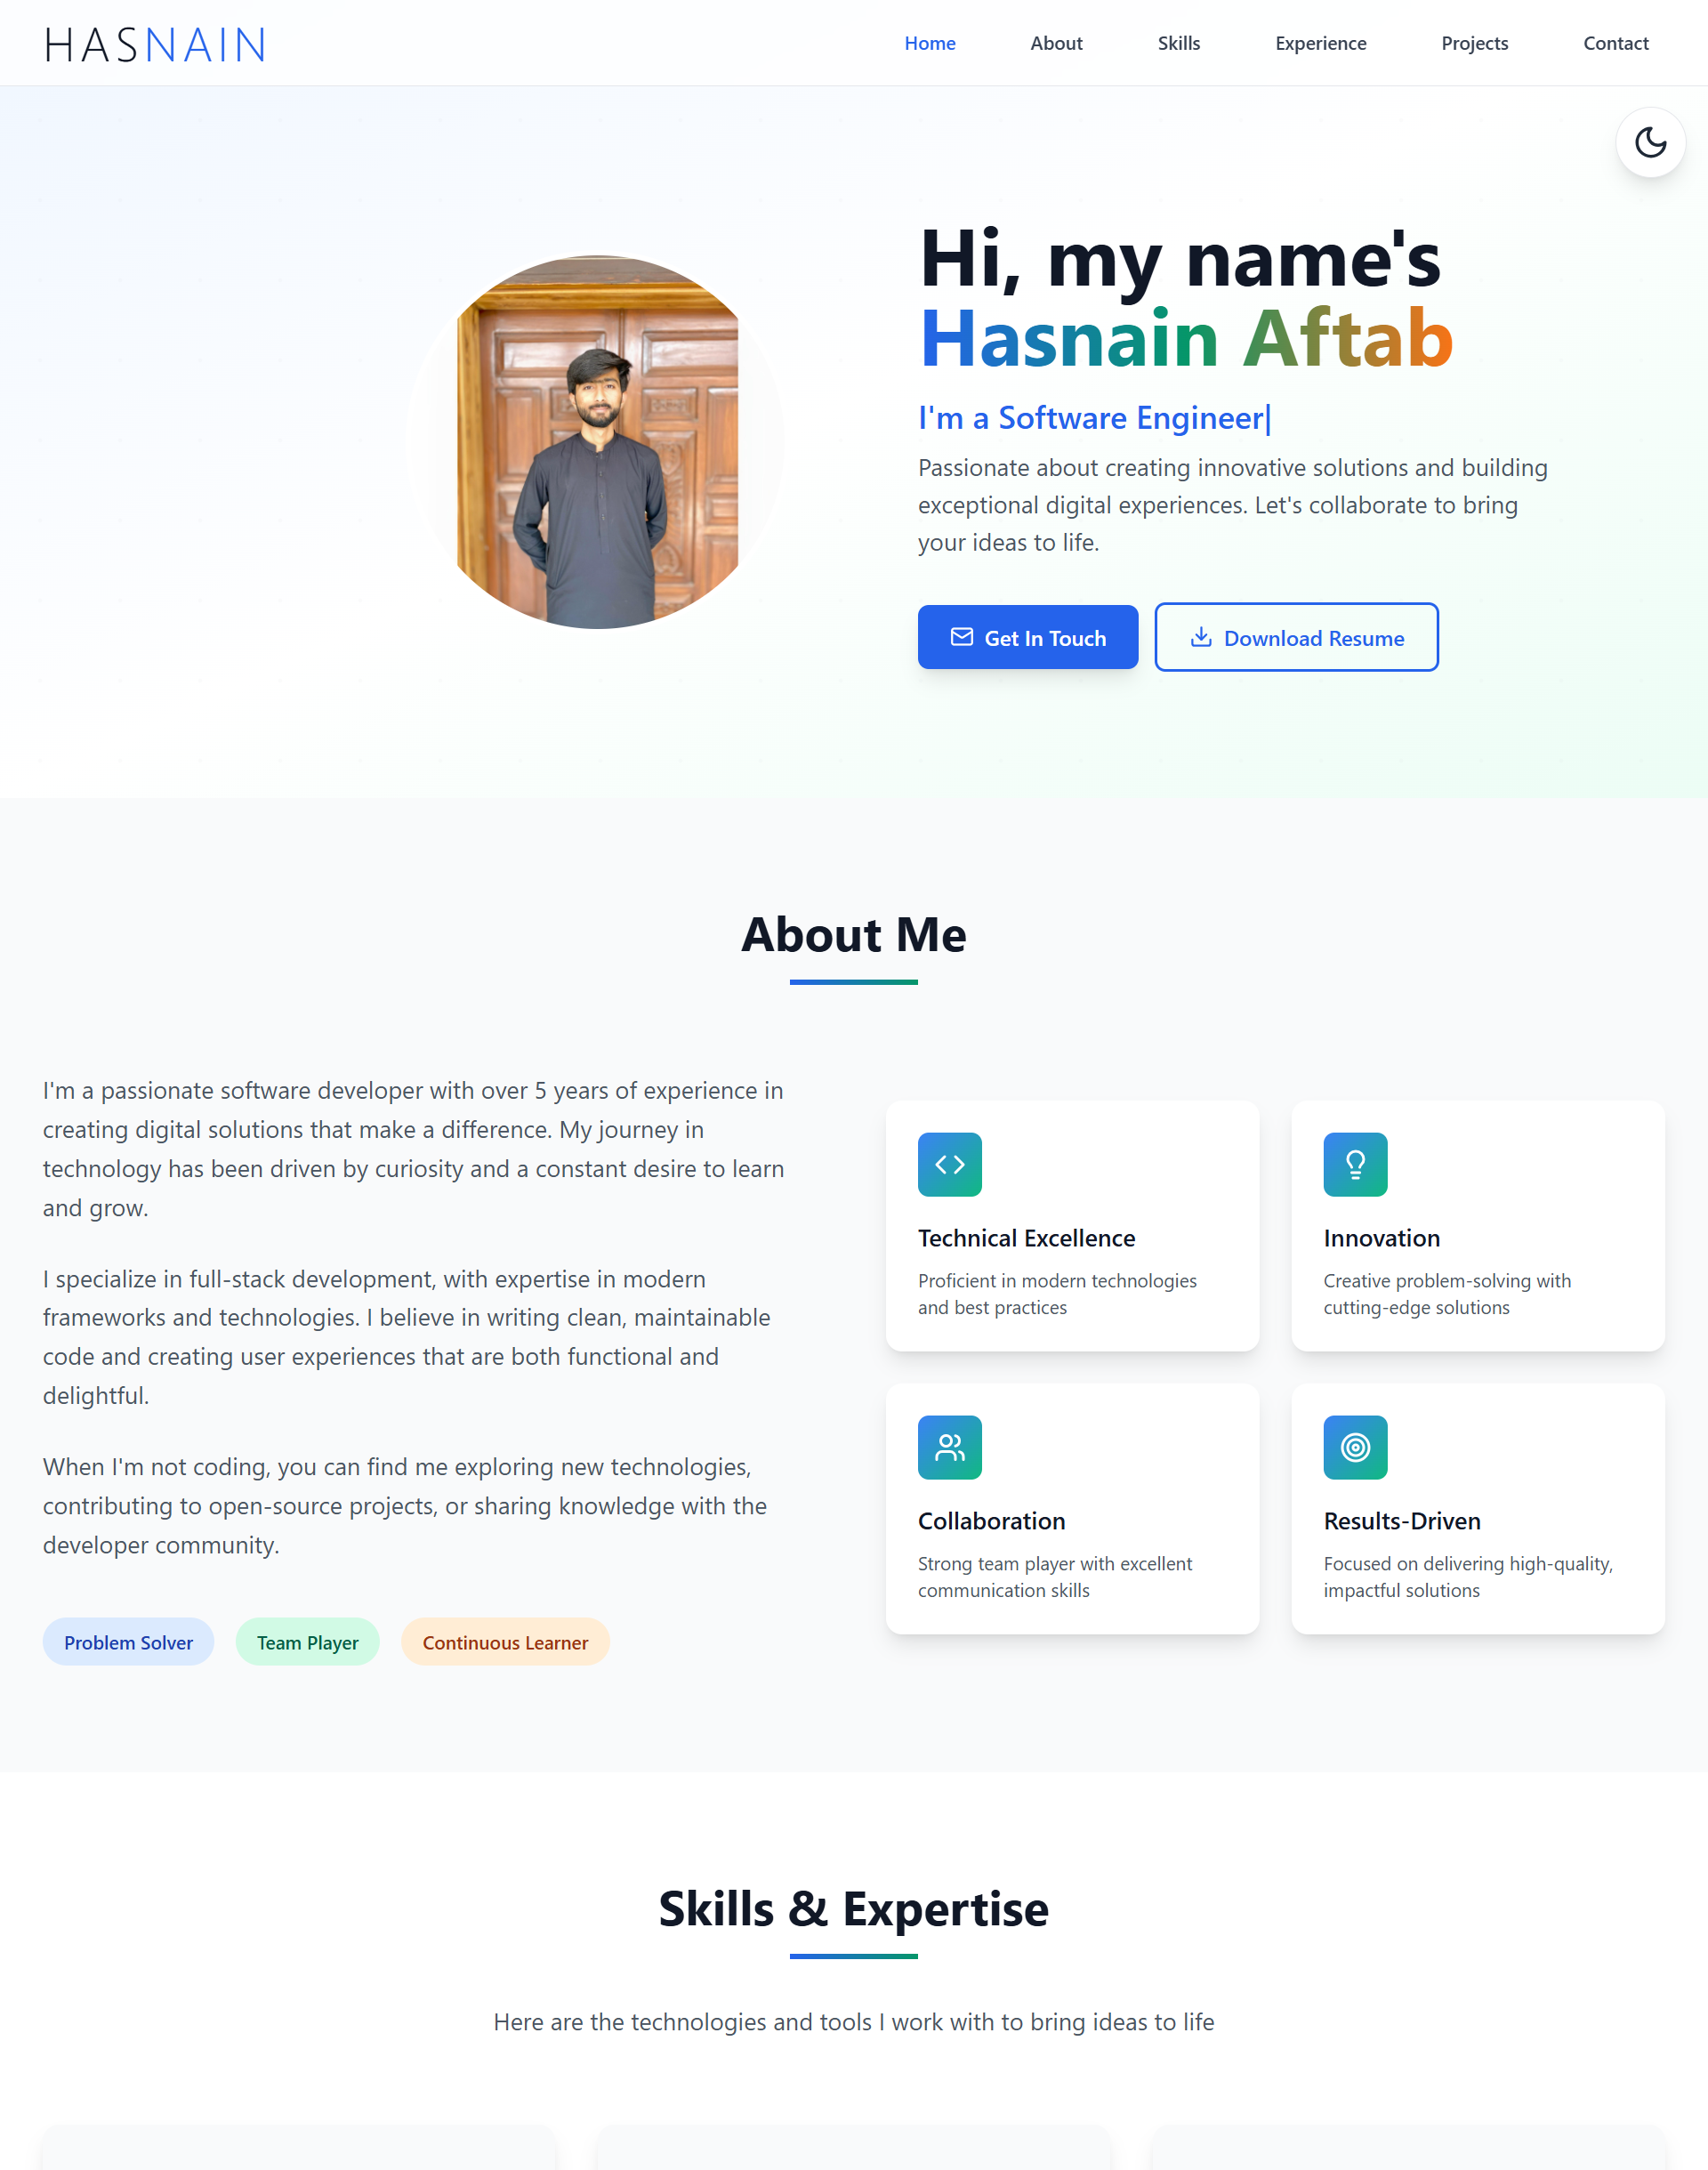 HASNAIN
Home About Skills Experience Projects Contact
Hi, my name's
Hasnain Aftab
I'm a Software Engineer|
Passionate about creating innovative solutions and building
exceptional digital experiences. Let's collaborate to bring
your ideas to life.
Get In Touch Download Resume
About Me
I'm a passionate software developer with over 5 years of experience in
creating digital solutions that make a difference. My journey in
technology has been driven by curiosity and a constant desire to learn
and grow.
I specialize in full-stack development, with expertise in modern
frameworks and technologies. I believe in writing clean, maintainable
code and creating user experiences that are both functional and
delightful.
When I'm not coding, you can find me exploring new technologies,
contributing to open-source projects, or sharing knowledge with the
developer community.
Problem Solver Team Player Continuous Learner
Technical Excellence
Proficient in modern technologies
and best practices
Innovation
Creative problem-solving with
cutting-edge solutions
Collaboration
Strong team player with excellent
communication skills
Results-Driven
Focused on delivering high-quality,
impactful solutions
Skills & Expertise
Here are the technologies and tools I work with to bring ideas to life